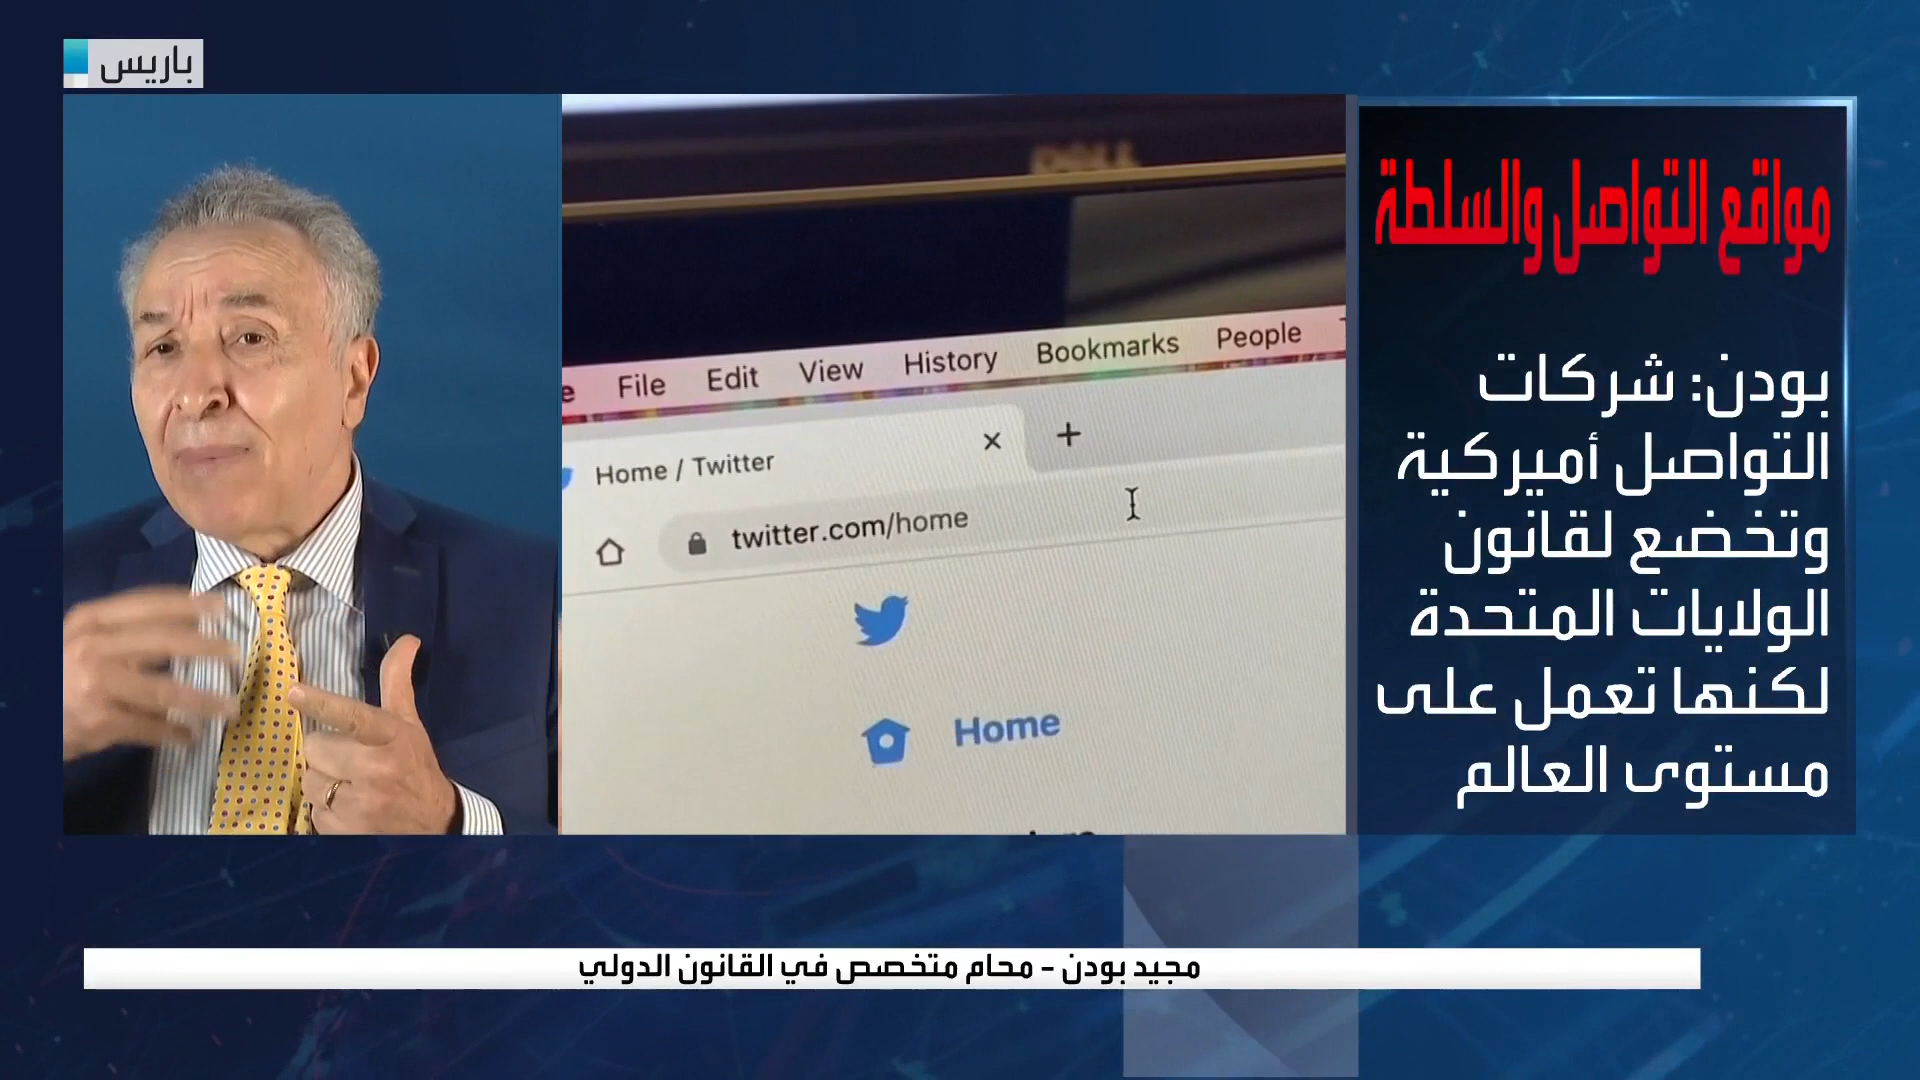 باريس
مواقع التواصل والسلطة
بودن: شركات
التواصل أميركية
وتخضع لقانون
الولايات المتحدة
لكنها تعمل على
مستوى العالم
DELL
File Edit View History Bookmarks People
Home / Twitter
twitter.com/home
Home
مجيد بودن - محام متخصص في القانون الدولي